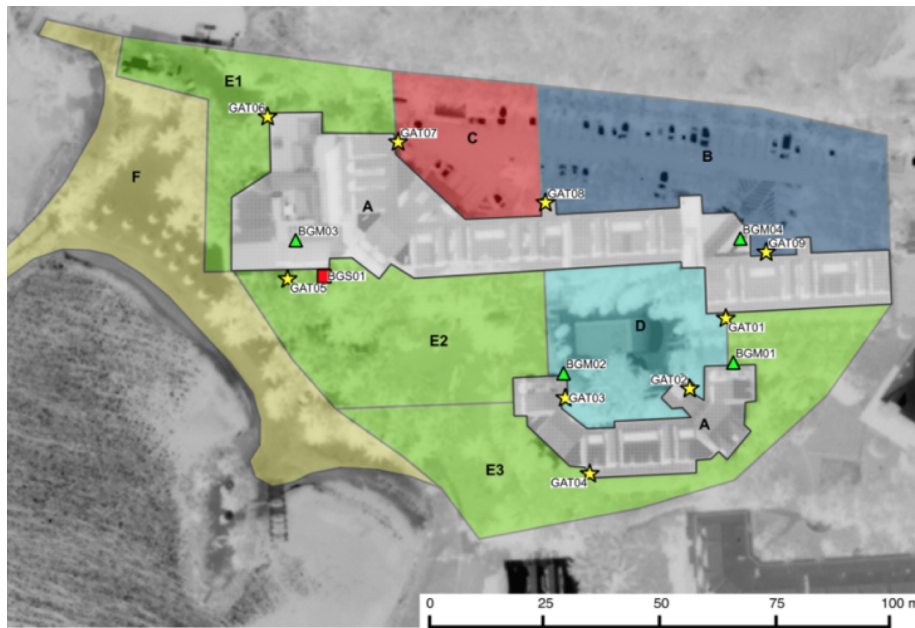 E1
GAT06
GAT07
C
B
GAT08
F
A
BGM03
BGM04
GAT09
GAT05
BGS01
GAT01
D
E2
BGM01
BGM02
GAT02
GAT03
A
E3
GAT04
0 25 50 75 100 m